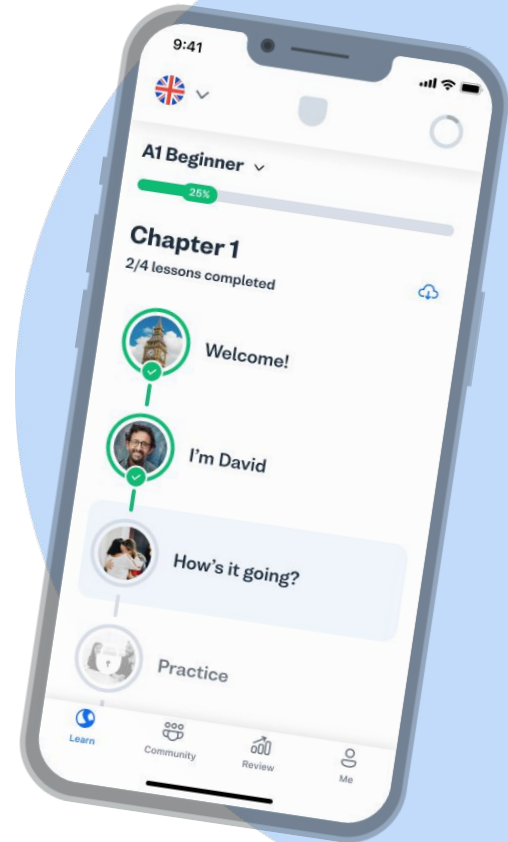 9:41
A1 Beginner
25%
Chapter 1
2/4 lessons completed
Welcome!
I'm David
How's it going?
Practice
Learn
Community
Review
Me